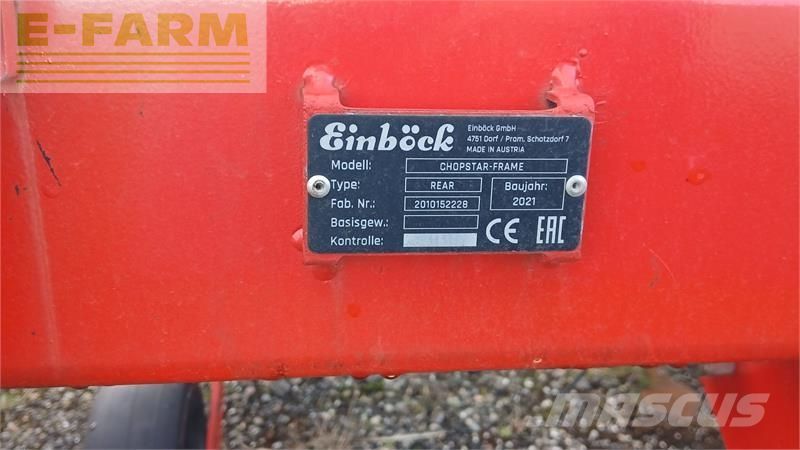 E-FARM
Einböck
Einböck GmbH
4751 Dorf / Pram, Schatzdorf 7
MADE IN AUSTRIA
Modell: CHOPSTAR-FRAME
Type: REAR
Baujahr: 2021
Fab. Nr.: 2010152228
Basisgew.:
Kontrolle:
CE EAC
MASCUS